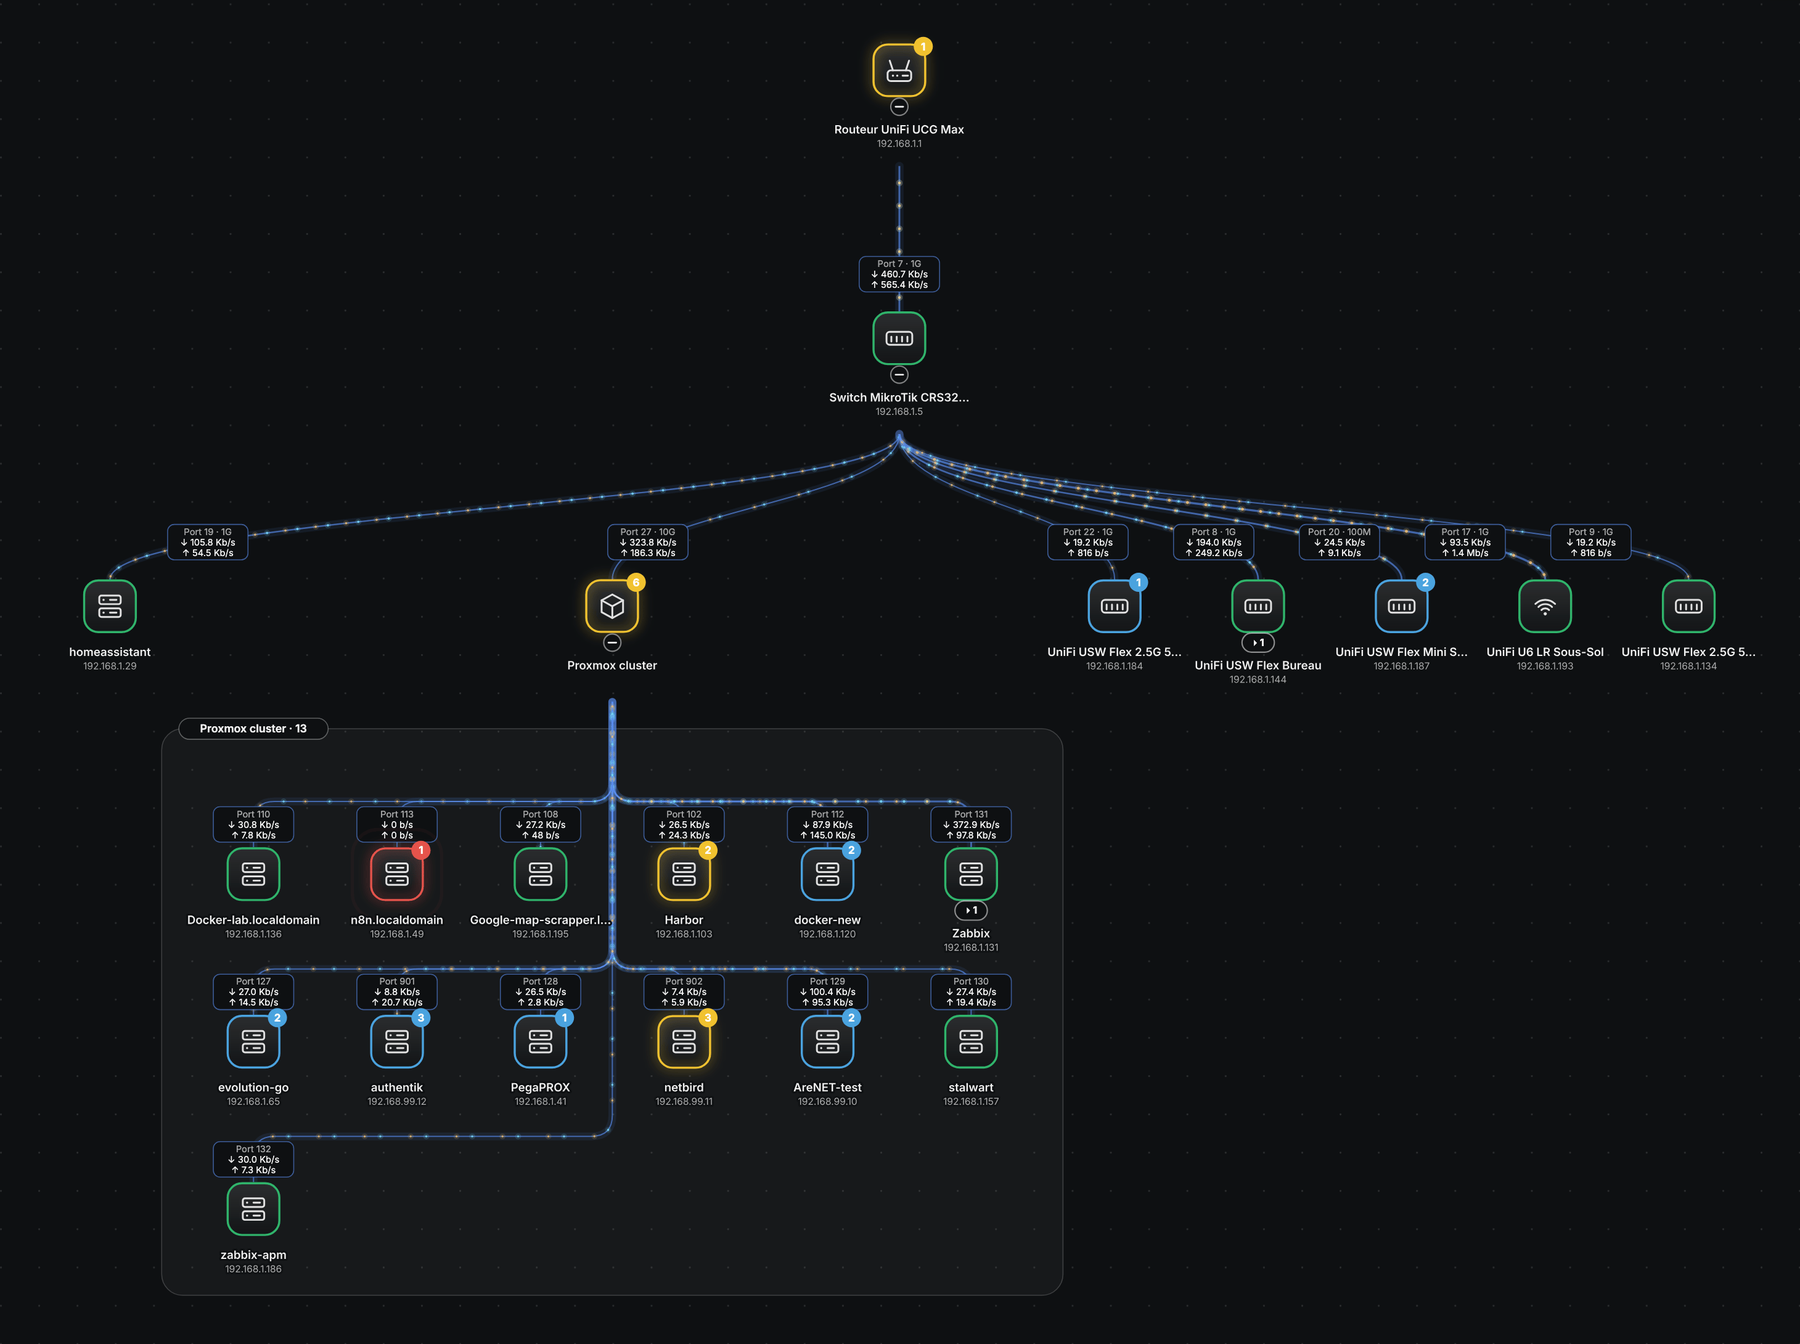 1
Routeur UniFi UCG Max
192.168.1.1
Port 7 · 1G
↓ 460.7 Kb/s
↑ 565.4 Kb/s
Switch MikroTik CRS32...
192.168.1.5
Port 19 · 1G
↓ 105.8 Kb/s
↑ 54.5 Kb/s
homeassistant
192.168.1.29
Port 27 · 10G
↓ 323.8 Kb/s
↑ 186.3 Kb/s
6
Proxmox cluster
Port 22 · 1G
↓ 19.2 Kb/s
↑ 816 b/s
1
UniFi USW Flex 2.5G 5...
192.168.1.184
Port 8 · 1G
↓ 194.0 Kb/s
↑ 249.2 Kb/s
1
UniFi USW Flex Bureau
192.168.1.144
Port 20 · 100M
↓ 24.5 Kb/s
↑ 9.1 Kb/s
2
UniFi USW Flex Mini S...
192.168.1.187
Port 17 · 1G
↓ 93.5 Kb/s
↑ 1.4 Mb/s
UniFi U6 LR Sous-Sol
192.168.1.193
Port 9 · 1G
↓ 19.2 Kb/s
↑ 816 b/s
UniFi USW Flex 2.5G 5...
192.168.1.134
Proxmox cluster · 13
Port 110
↓ 30.8 Kb/s
↑ 7.8 Kb/s
Docker-lab.localdomain
192.168.1.136
Port 113
↓ 0 b/s
↑ 0 b/s
1
n8n.localdomain
192.168.1.49
Port 108
↓ 27.2 Kb/s
↑ 48 b/s
Google-map-scrapper.l...
192.168.1.195
Port 102
↓ 26.5 Kb/s
↑ 24.3 Kb/s
2
Harbor
192.168.1.103
Port 112
↓ 87.9 Kb/s
↑ 145.0 Kb/s
2
docker-new
192.168.1.120
Port 131
↓ 372.9 Kb/s
↑ 97.8 Kb/s
1
Zabbix
192.168.1.131
Port 127
↓ 27.0 Kb/s
↑ 14.5 Kb/s
2
evolution-go
192.168.1.65
Port 901
↓ 8.8 Kb/s
↑ 20.7 Kb/s
3
authentik
192.168.99.12
Port 128
↓ 26.5 Kb/s
↑ 2.8 Kb/s
1
PegaPROX
192.168.1.41
Port 902
↓ 7.4 Kb/s
↑ 5.9 Kb/s
3
netbird
192.168.99.11
Port 129
↓ 100.4 Kb/s
↑ 95.3 Kb/s
2
AreNET-test
192.168.99.10
Port 130
↓ 27.4 Kb/s
↑ 19.4 Kb/s
stalwart
192.168.1.157
Port 132
↓ 30.0 Kb/s
↑ 7.3 Kb/s
zabbix-apm
192.168.1.186